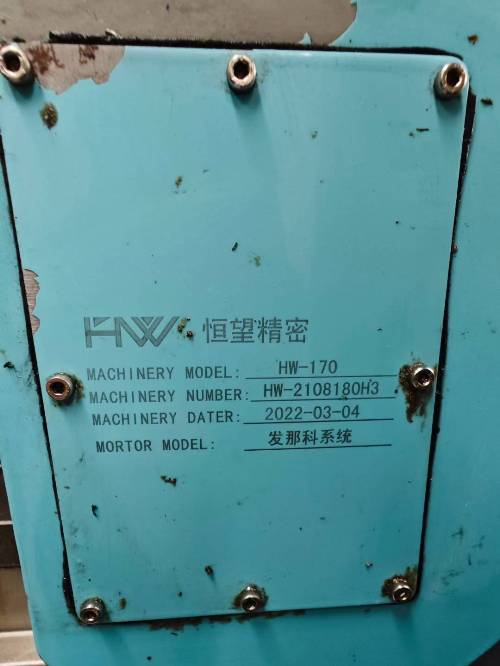 HNW 恒望精密
MACHINERY MODEL: HW-170
MACHINERY NUMBER: HW-2108180H3
MACHINERY DATER: 2022-03-04
MORTOR MODEL: 发那科系统